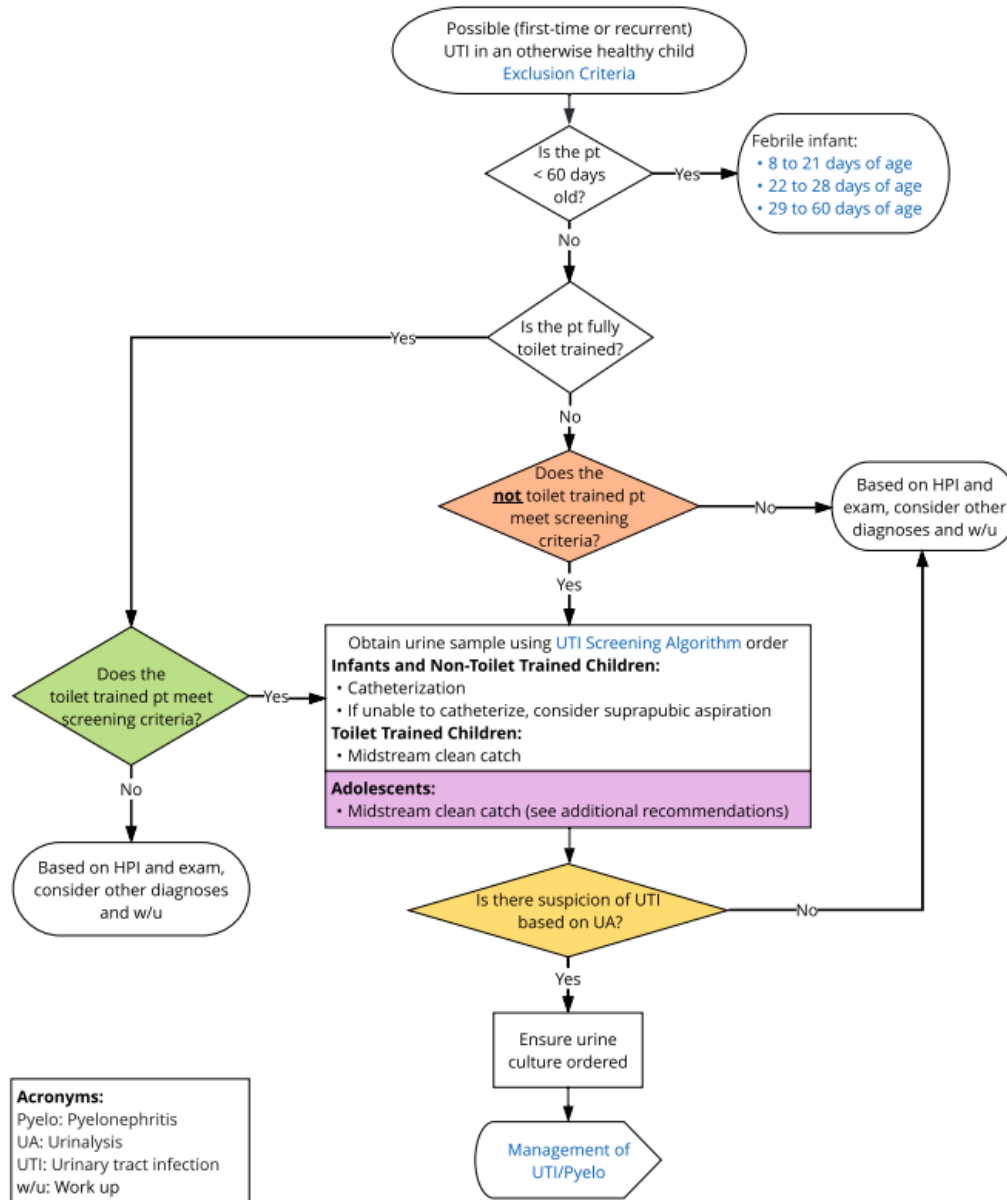 Possible (first-time or recurrent)
UTI in an otherwise healthy child
Exclusion Criteria
Is the pt
< 60 days
old?
Yes
Febrile infant:
• 8 to 21 days of age
• 22 to 28 days of age
• 29 to 60 days of age
No
Is the pt fully
toilet trained?
Yes
No
Does the
not toilet trained pt
meet screening
criteria?
No
Based on HPI and
exam, consider other
diagnoses and w/u
Yes
Does the
toilet trained pt meet
screening criteria?
Yes
Obtain urine sample using UTI Screening Algorithm order
Infants and Non-Toilet Trained Children:
• Catheterization
• If unable to catheterize, consider suprapubic aspiration
Toilet Trained Children:
• Midstream clean catch
Adolescents:
• Midstream clean catch (see additional recommendations)
No
Based on HPI and exam,
consider other diagnoses
and w/u
Is there suspicion of UTI
based on UA?
No
Yes
Ensure urine
culture ordered
Management of
UTI/Pyelo
Acronyms:
Pyelo: Pyelonephritis
UA: Urinalysis
UTI: Urinary tract infection
w/u: Work up